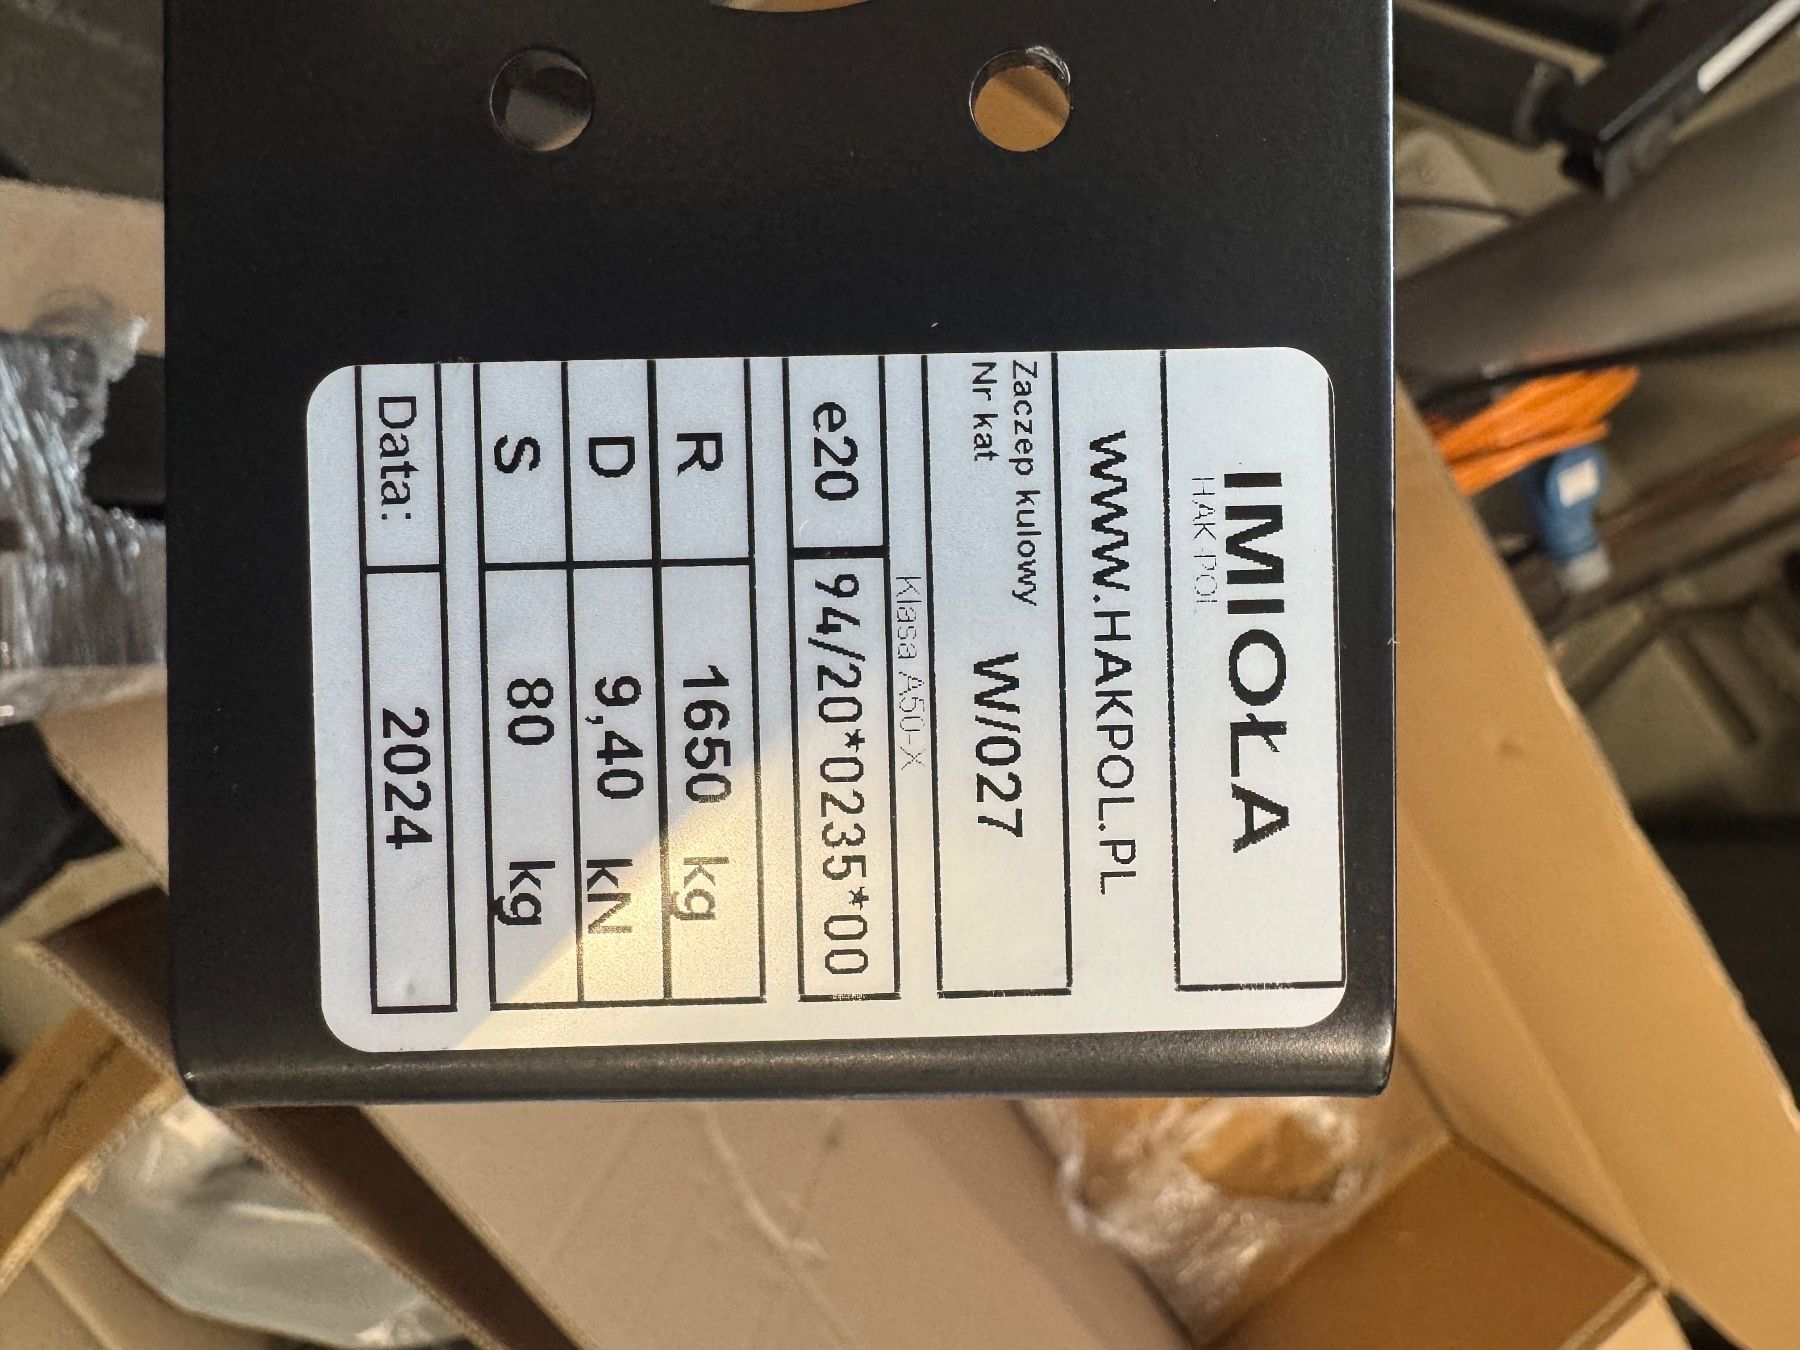 IMIOŁA
HAK-POL
WWW.HAKPOL.PL
Zaczep kulowy
Nr kat W/027
Klasa A50-X
e20 94/20*0235*00
R 1650 kg
D 9,40 kN
S 80 kg
Data: 2024